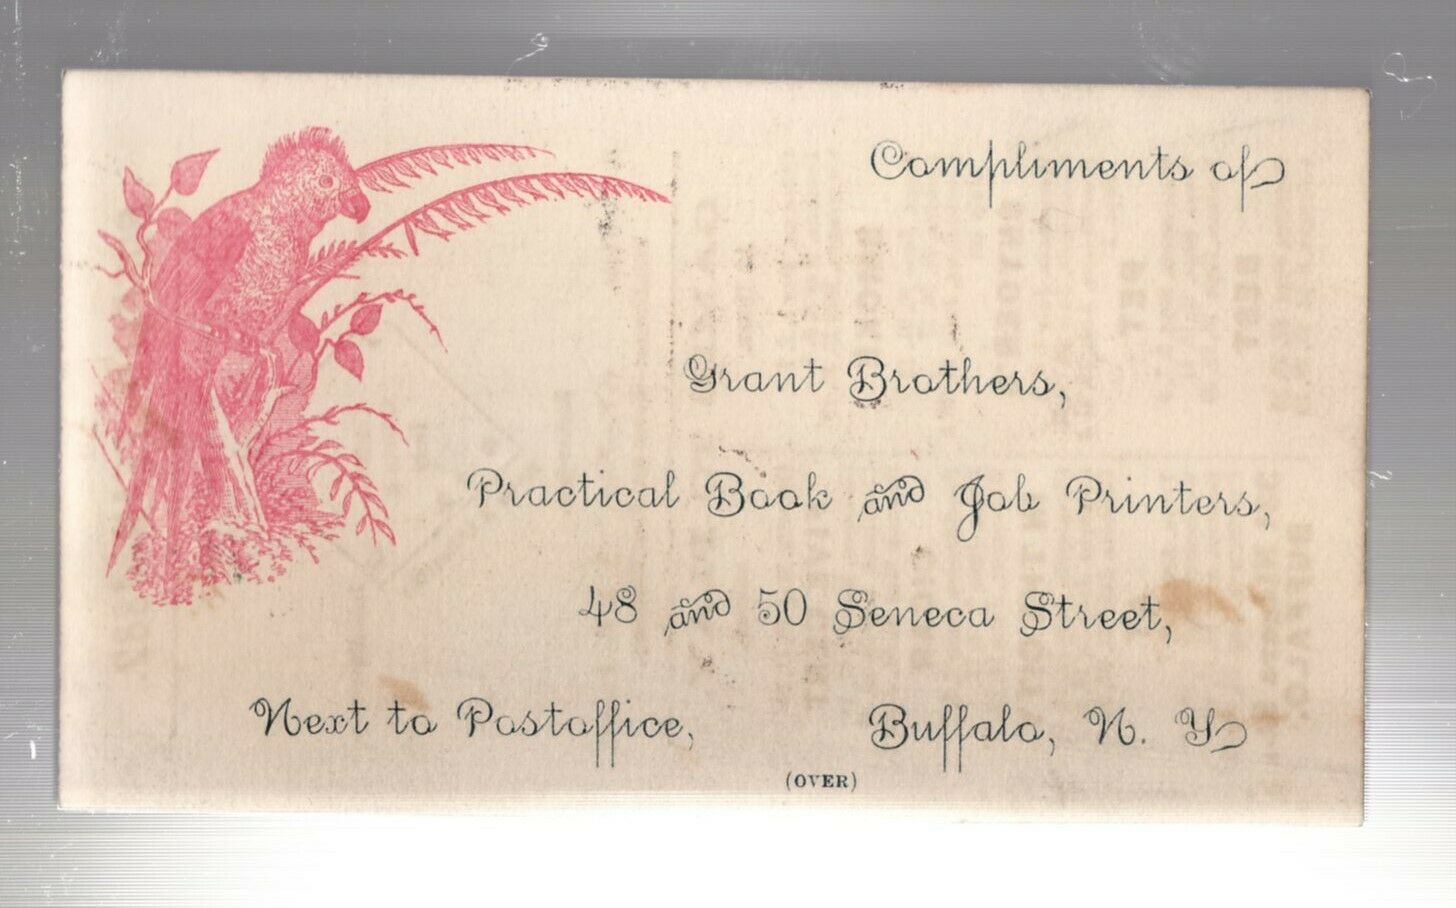 Compliments of
Grant Brothers,
Practical Book and Job Printers,
48 and 50 Seneca Street,
Next to Postoffice, Buffalo, N. Y.
(OVER)